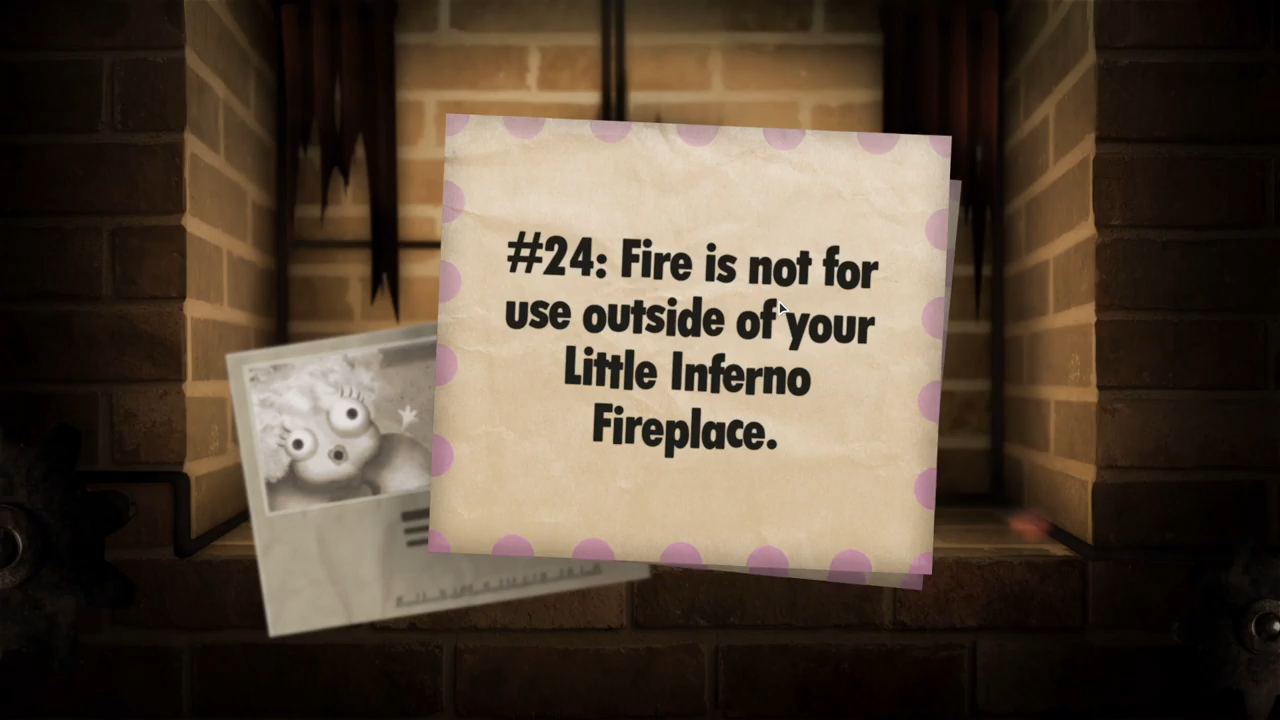 #24: Fire is not for
use outside of your
Little Inferno
Fireplace.